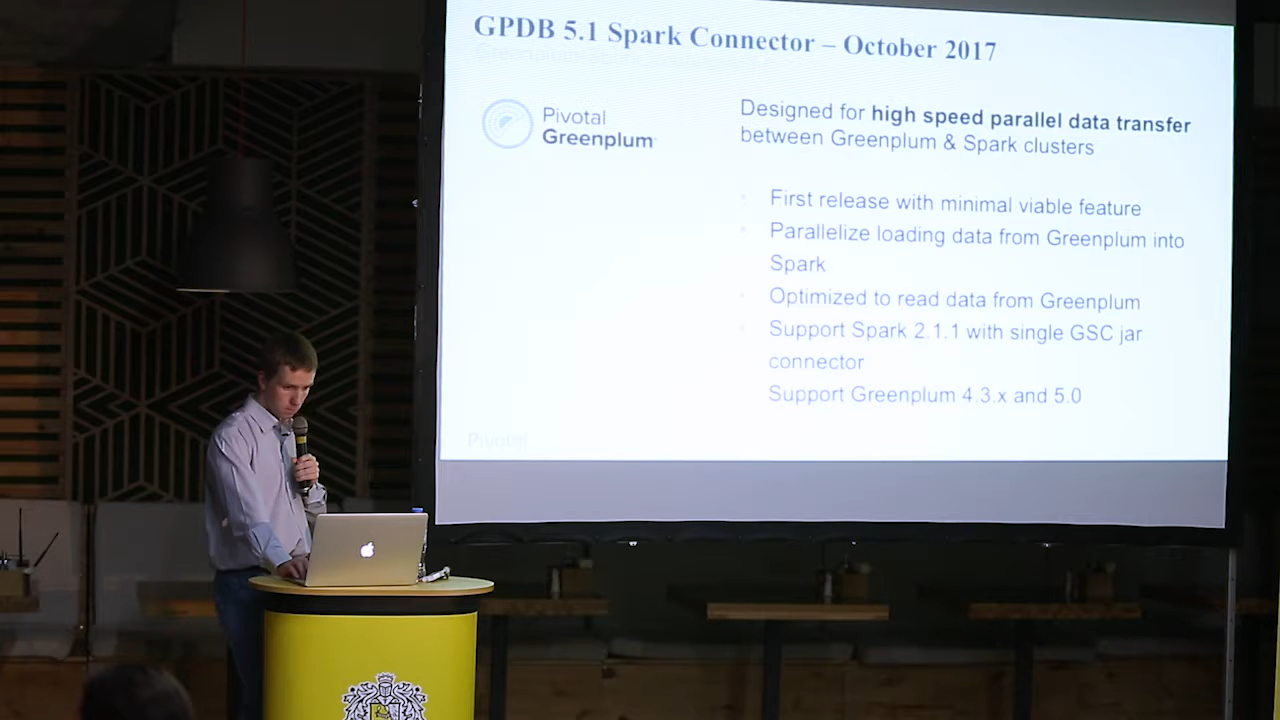 GPDB 5.1 Spark Connector – October 2017
Pivotal
Greenplum
Designed for high speed parallel data transfer
between Greenplum & Spark clusters
First release with minimal viable feature
Parallelize loading data from Greenplum into
Spark
Optimized to read data from Greenplum
Support Spark 2.1.1 with single GSC jar
connector
Support Greenplum 4.3.x and 5.0
Pivotal